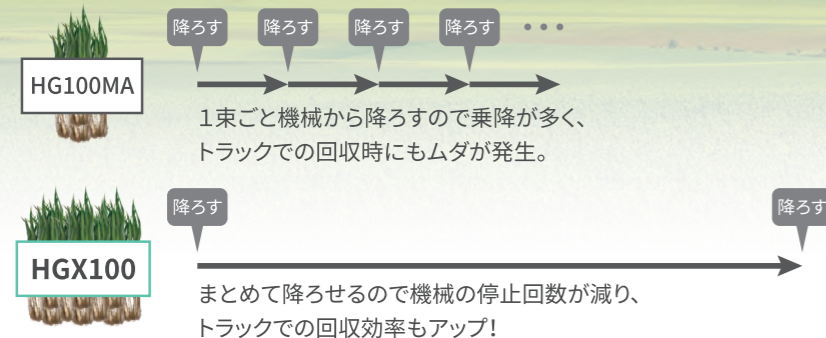 降ろす 降ろす 降ろす 降ろす •••
HG100MA
1束ごと機械から降ろすので乗降が多く、
トラックでの回収時にもムダが発生。
降ろす 降ろす
HGX100
まとめて降ろせるので機械の停止回数が減り、
トラックでの回収効率もアップ！